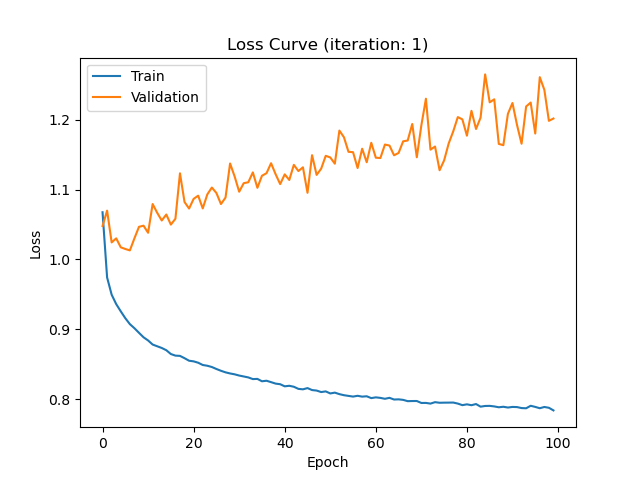 Loss Curve (iteration: 1)
Train
Validation
1.2
1.1
1.0
0.9
0.8
Loss
0 20 40 60 80 100
Epoch